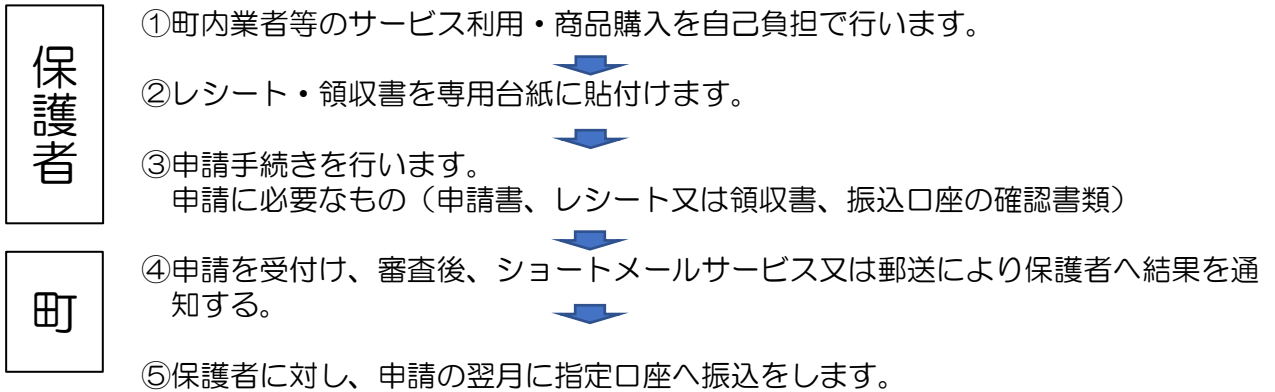 保護者
①町内業者等のサービス利用・商品購入を自己負担で行います。
②レシート・領収書を専用台紙に貼付けます。
③申請手続きを行います。
申請に必要なもの（申請書、レシート又は領収書、振込口座の確認書類）
町
④申請を受付け、審査後、ショートメールサービス又は郵送により保護者へ結果を通
知する。
⑤保護者に対し、申請の翌月に指定口座へ振込をします。